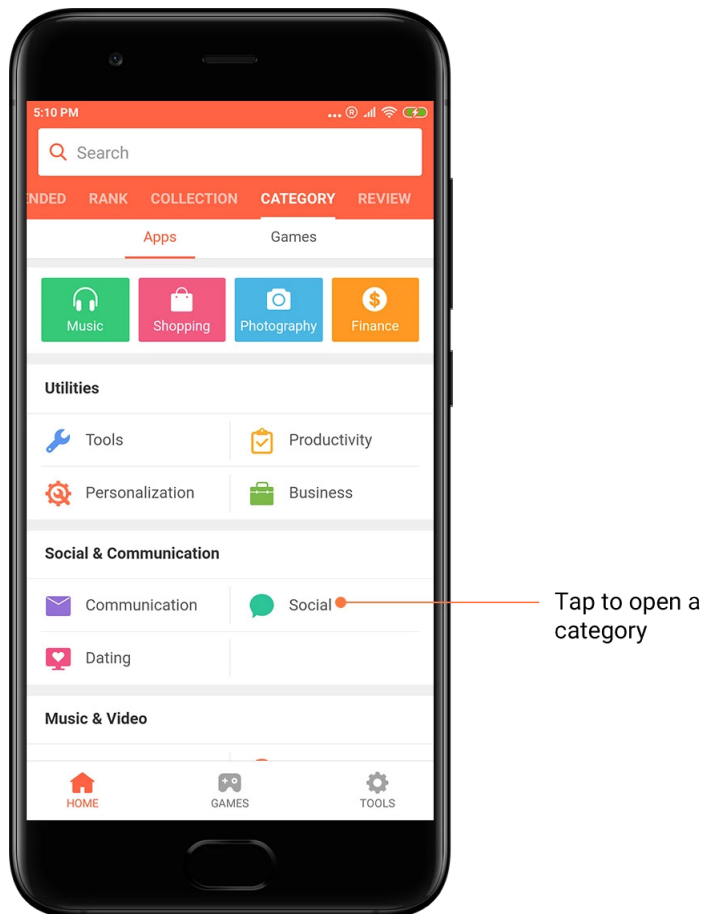 5:10 PM
Search
ENDED RANK COLLECTION CATEGORY REVIEW
Apps Games
Music Shopping Photography Finance
Utilities
Tools Productivity
Personalization Business
Social & Communication
Communication Social
Tap to open a
category
Dating
Music & Video
HOME GAMES TOOLS